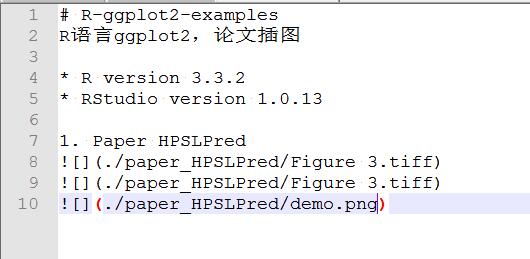 1 # R-ggplot2-examples
2 R语言ggplot2，论文插图
3
4 * R version 3.3.2
5 * RStudio version 1.0.13
6
7 1. Paper HPSLPred
8 ![](./paper_HPSLPred/Figure 3.tiff)
9 ![](./paper_HPSLPred/Figure 3.tiff)
10 ![](./paper_HPSLPred/demo.png)